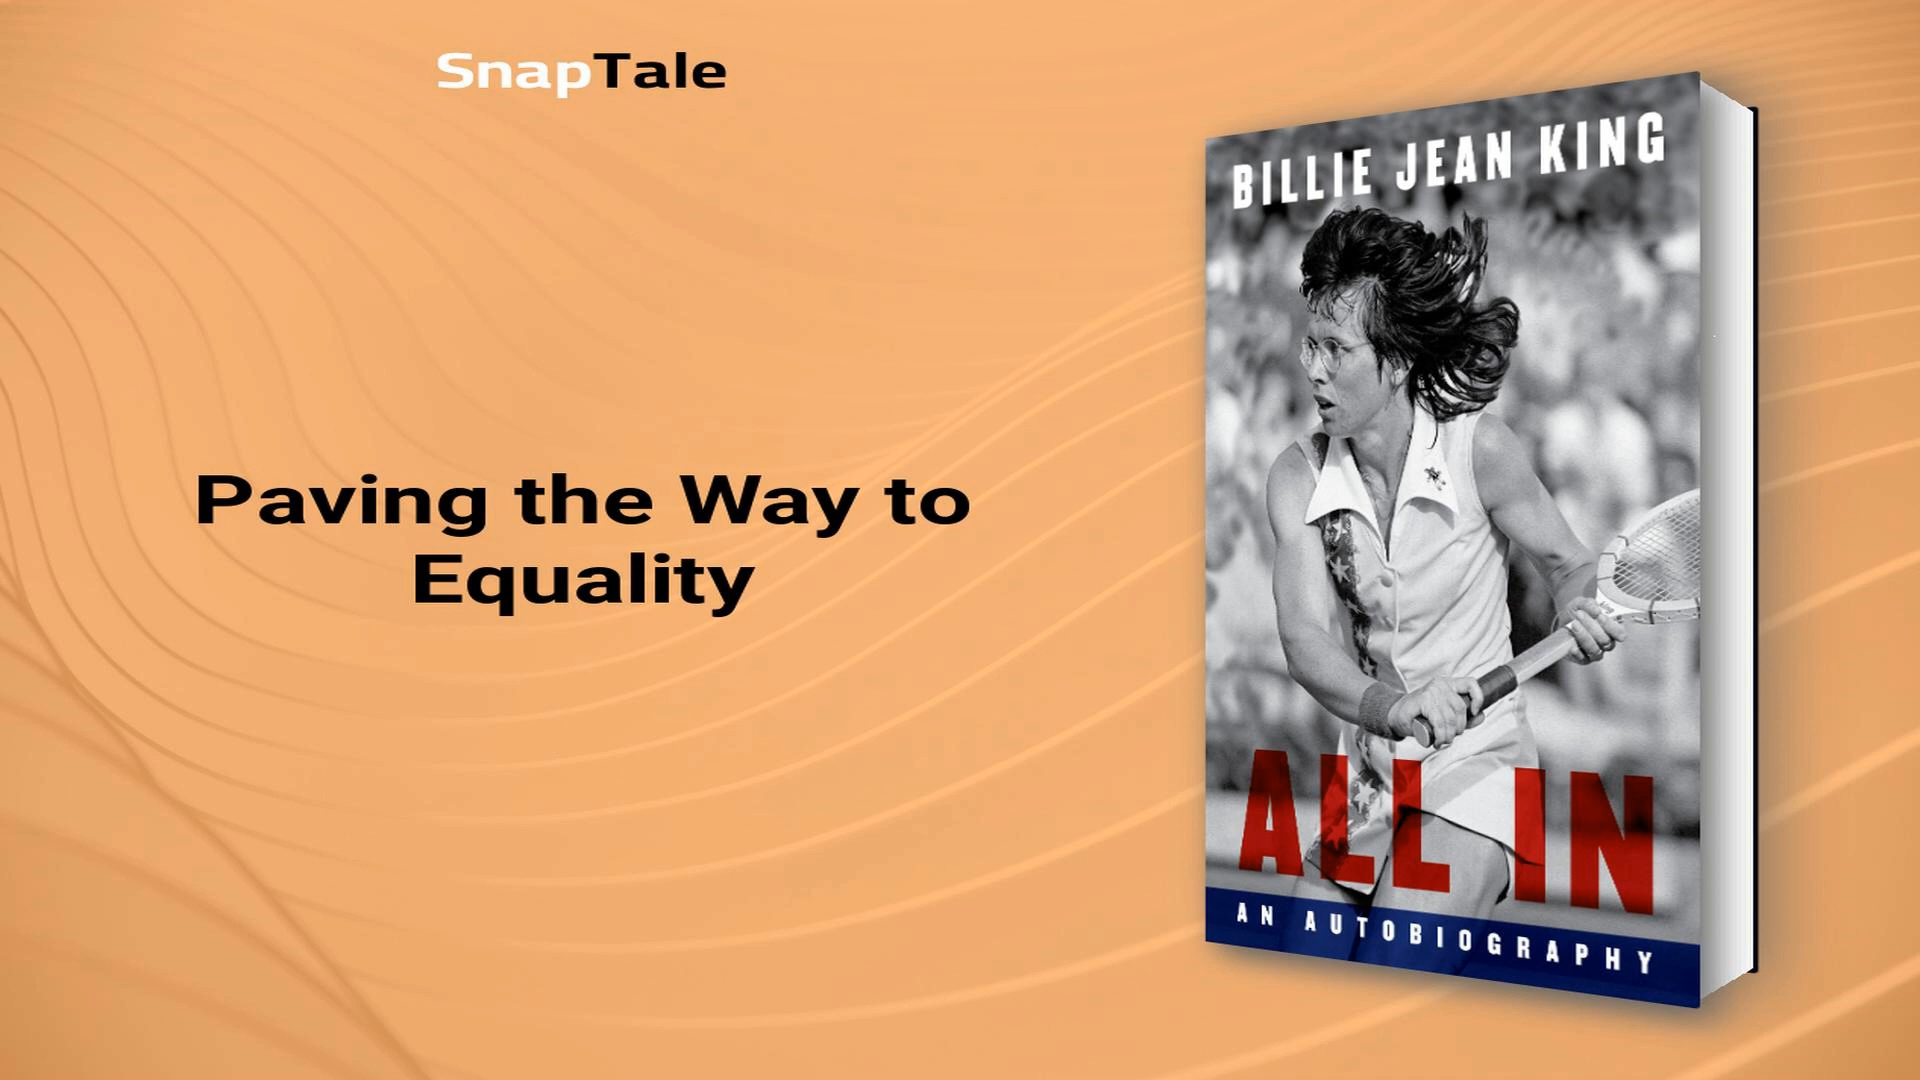 SnapTale
Paving the Way to
Equality
BILLIE JEAN KING
ALL IN
AN AUTOBIOGRAPHY